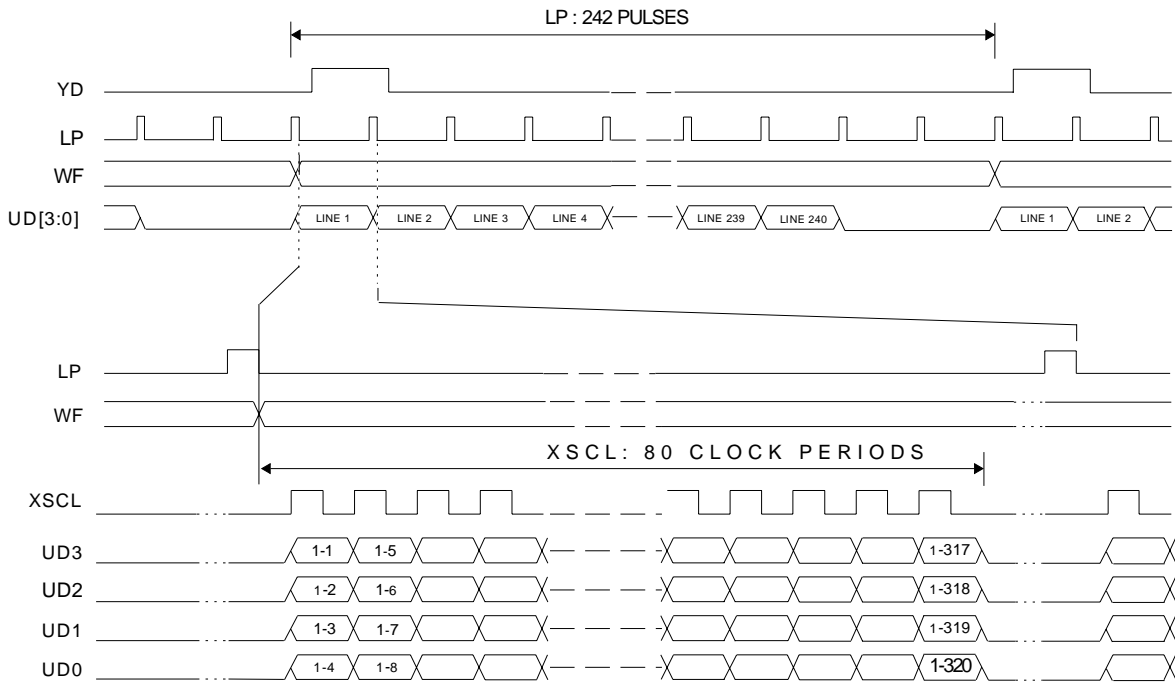 LP : 242 PULSES
YD
LP
WF
UD[3:0]
LINE 1 LINE 2 LINE 3 LINE 4 LINE 239 LINE 240 LINE 1 LINE 2
LP
WF
XSCL: 80 CLOCK PERIODS
XSCL
UD3 1-1 1-5 1-317
UD2 1-2 1-6 1-318
UD1 1-3 1-7 1-319
UD0 1-4 1-8 1-320